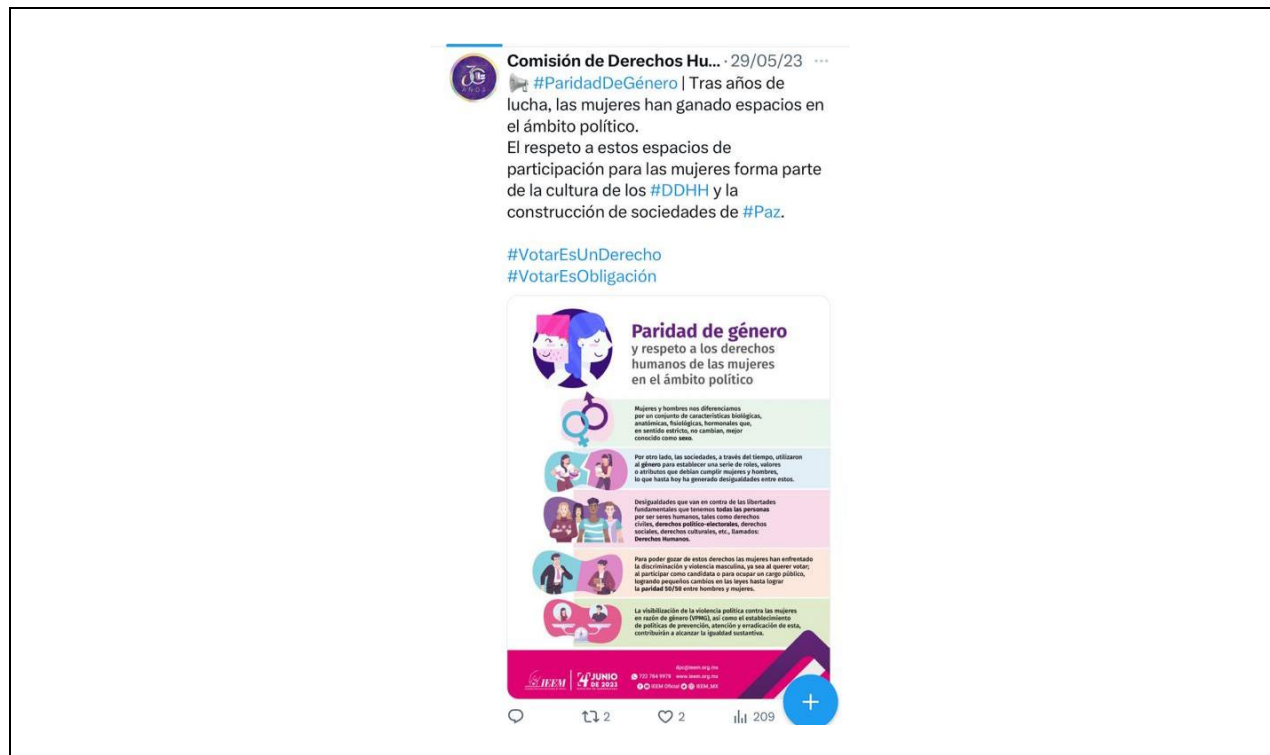 Comisión de Derechos Hu... · 29/05/23 ···
#ParidadDeGénero | Tras años de
lucha, las mujeres han ganado espacios en
el ámbito político.
El respeto a estos espacios de
participación para las mujeres forma parte
de la cultura de los #DDHH y la
construcción de sociedades de #Paz.
#VotarEsUnDerecho
#VotarEsObligación
Paridad de género
y respeto a los derechos
humanos de las mujeres
en el ámbito político
Mujeres y hombres nos diferenciamos
por un conjunto de características biológicas,
anatómicas, fisiológicas, hormonales que,
en sentido estricto, no cambian, mejor
conocido como sexo.
Por otro lado, las sociedades, a través del tiempo, utilizaron
al género para establecer una serie de roles, valores
o atributos que debían cumplir mujeres y hombres,
lo que hasta hoy ha generado desigualdades entre estos.
Desigualdades que van en contra de las libertades
fundamentales que tenemos todas las personas
por ser seres humanos, tales como derechos
civiles, derechos político-electorales, derechos
sociales, derechos culturales, etc., llamados:
Derechos Humanos.
Para poder gozar de estos derechos las mujeres han enfrentado
la discriminación y violencia masculina, ya sea al querer votar;
al participar como candidata o para ocupar un cargo público,
logrando pequeños cambios en las leyes hasta lograr
la paridad 50/50 entre hombres y mujeres.
La visibilización de la violencia política contra las mujeres
en razón de género (VPMG), así como el establecimiento
de políticas de prevención, atención y erradicación de esta,
contribuirán a alcanzar la igualdad sustantiva.
IEEM
4 JUNIO
DE 2023
dpc@ieem.org.mx
722 784 9978 www.ieem.org.mx
IEEM Oficial IEEM_MX
2 2 209